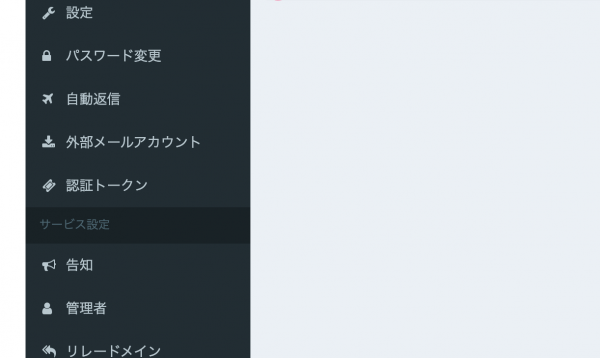 設定
パスワード変更
自動返信
外部メールアカウント
認証トークン
サービス設定
告知
管理者
リレードメイン